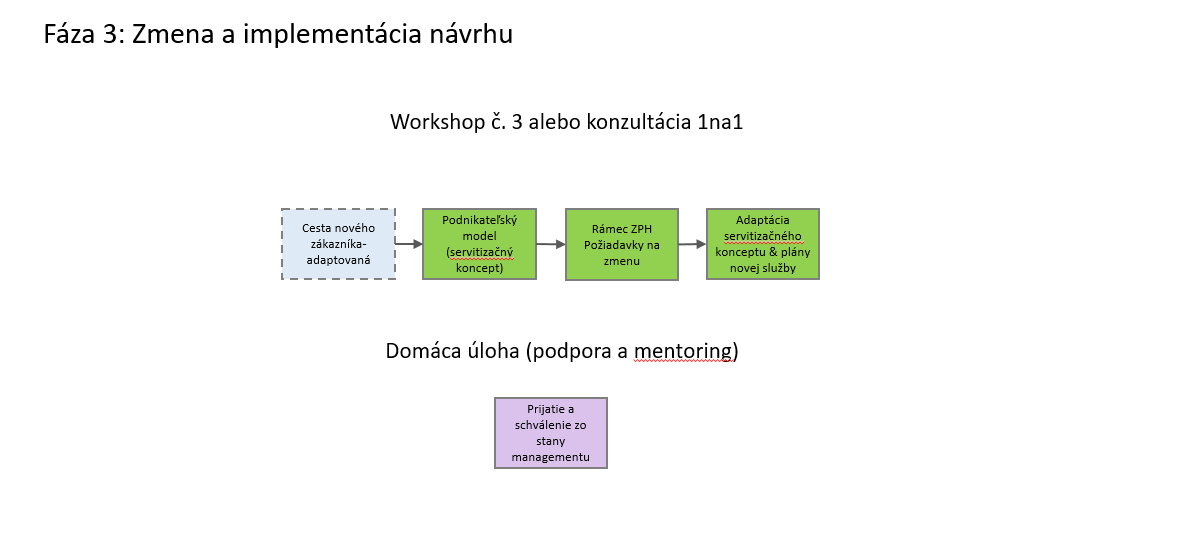 Fáza 3: Zmena a implementácia návrhu
Workshop č. 3 alebo konzultácia 1na1
Cesta nového
zákazníka-
adaptovaná
Podnikateľský
model
(servitizačný
koncept)
Rámec ZPH
Požiadavky na
zmenu
Adaptácia
servitizačného
konceptu & plány
novej služby
Domáca úloha (podpora a mentoring)
Prijatie a
schválenie zo
stany
managementu